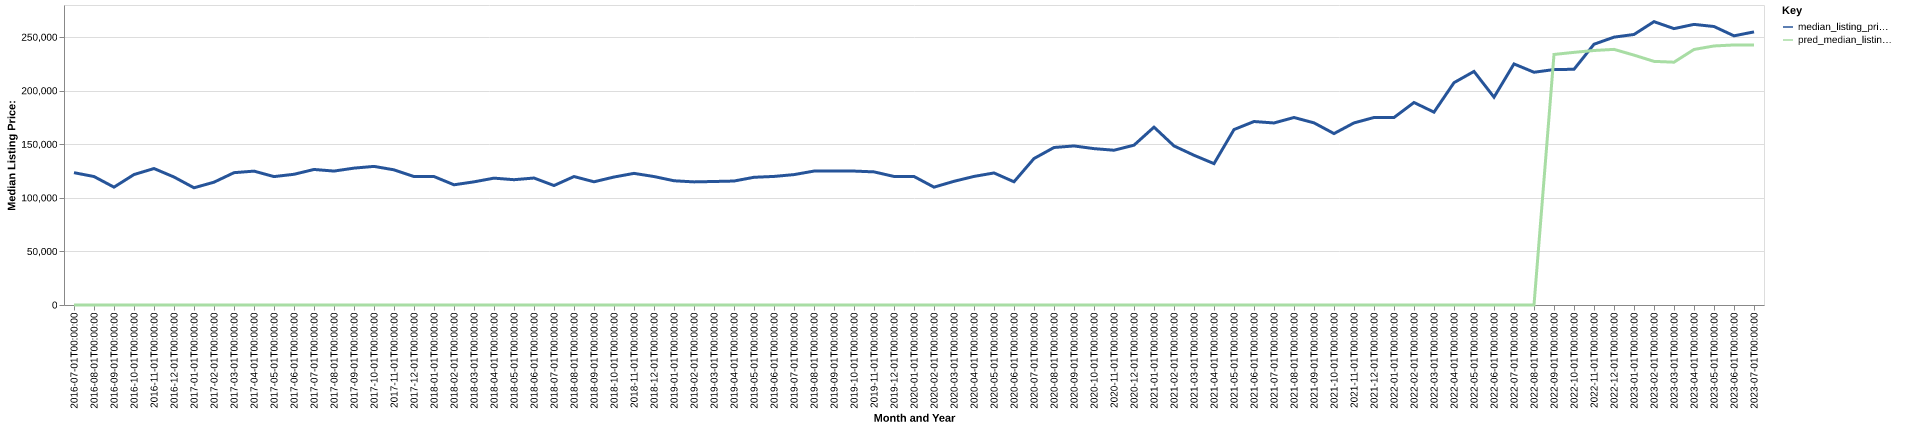 Key
median_listing_pri...
pred_median_listin...
Median Listing Price:
250,000
200,000
150,000
100,000
50,000
0
2016-07-01T00:00:00
2016-08-01T00:00:00
2016-09-01T00:00:00
2016-10-01T00:00:00
2016-11-01T00:00:00
2016-12-01T00:00:00
2017-01-01T00:00:00
2017-02-01T00:00:00
2017-03-01T00:00:00
2017-04-01T00:00:00
2017-05-01T00:00:00
2017-06-01T00:00:00
2017-07-01T00:00:00
2017-08-01T00:00:00
2017-09-01T00:00:00
2017-10-01T00:00:00
2017-11-01T00:00:00
2017-12-01T00:00:00
2018-01-01T00:00:00
2018-02-01T00:00:00
2018-03-01T00:00:00
2018-04-01T00:00:00
2018-05-01T00:00:00
2018-06-01T00:00:00
2018-07-01T00:00:00
2018-08-01T00:00:00
2018-09-01T00:00:00
2018-10-01T00:00:00
2018-11-01T00:00:00
2018-12-01T00:00:00
2019-01-01T00:00:00
2019-02-01T00:00:00
2019-03-01T00:00:00
2019-04-01T00:00:00
2019-05-01T00:00:00
2019-06-01T00:00:00
2019-07-01T00:00:00
2019-08-01T00:00:00
2019-09-01T00:00:00
2019-10-01T00:00:00
2019-11-01T00:00:00
2019-12-01T00:00:00
2020-01-01T00:00:00
2020-02-01T00:00:00
2020-03-01T00:00:00
2020-04-01T00:00:00
2020-05-01T00:00:00
2020-06-01T00:00:00
2020-07-01T00:00:00
2020-08-01T00:00:00
2020-09-01T00:00:00
2020-10-01T00:00:00
2020-11-01T00:00:00
2020-12-01T00:00:00
2021-01-01T00:00:00
2021-02-01T00:00:00
2021-03-01T00:00:00
2021-04-01T00:00:00
2021-05-01T00:00:00
2021-06-01T00:00:00
2021-07-01T00:00:00
2021-08-01T00:00:00
2021-09-01T00:00:00
2021-10-01T00:00:00
2021-11-01T00:00:00
2021-12-01T00:00:00
2022-01-01T00:00:00
2022-02-01T00:00:00
2022-03-01T00:00:00
2022-04-01T00:00:00
2022-05-01T00:00:00
2022-06-01T00:00:00
2022-07-01T00:00:00
2022-08-01T00:00:00
2022-09-01T00:00:00
2022-10-01T00:00:00
2022-11-01T00:00:00
2022-12-01T00:00:00
2023-01-01T00:00:00
2023-02-01T00:00:00
2023-03-01T00:00:00
2023-04-01T00:00:00
2023-05-01T00:00:00
2023-06-01T00:00:00
2023-07-01T00:00:00
Month and Year